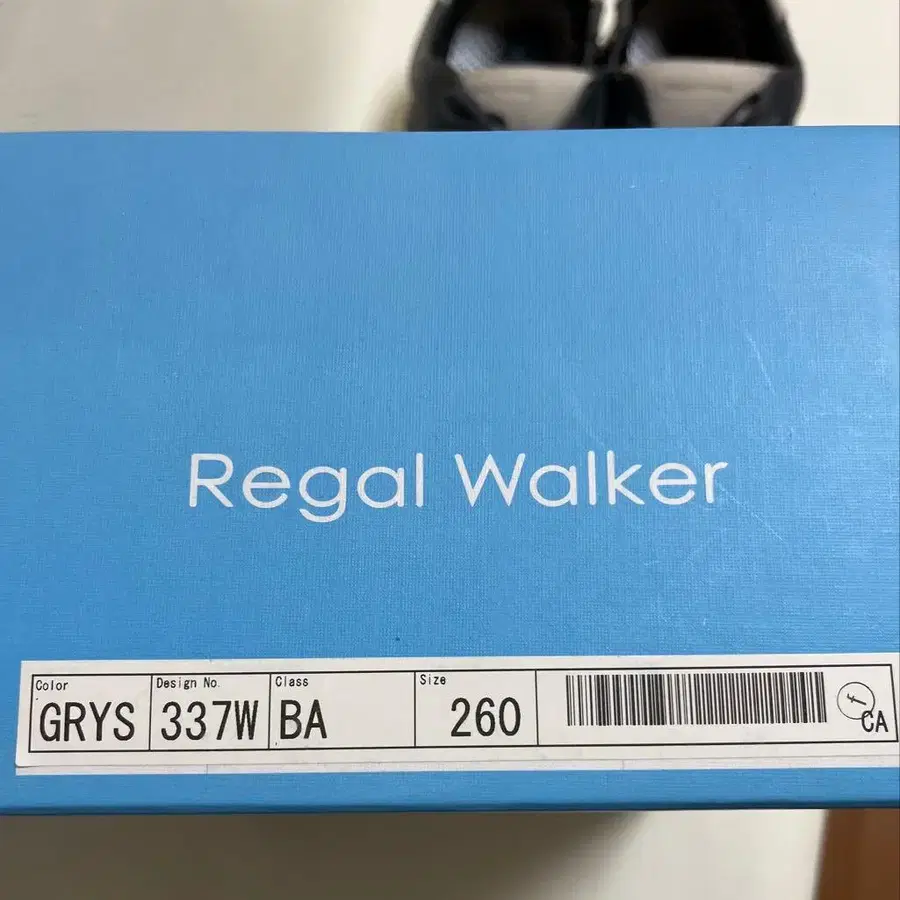 Regal Walker
Color Design No. Class Size
GRYS 337W BA 260
CA